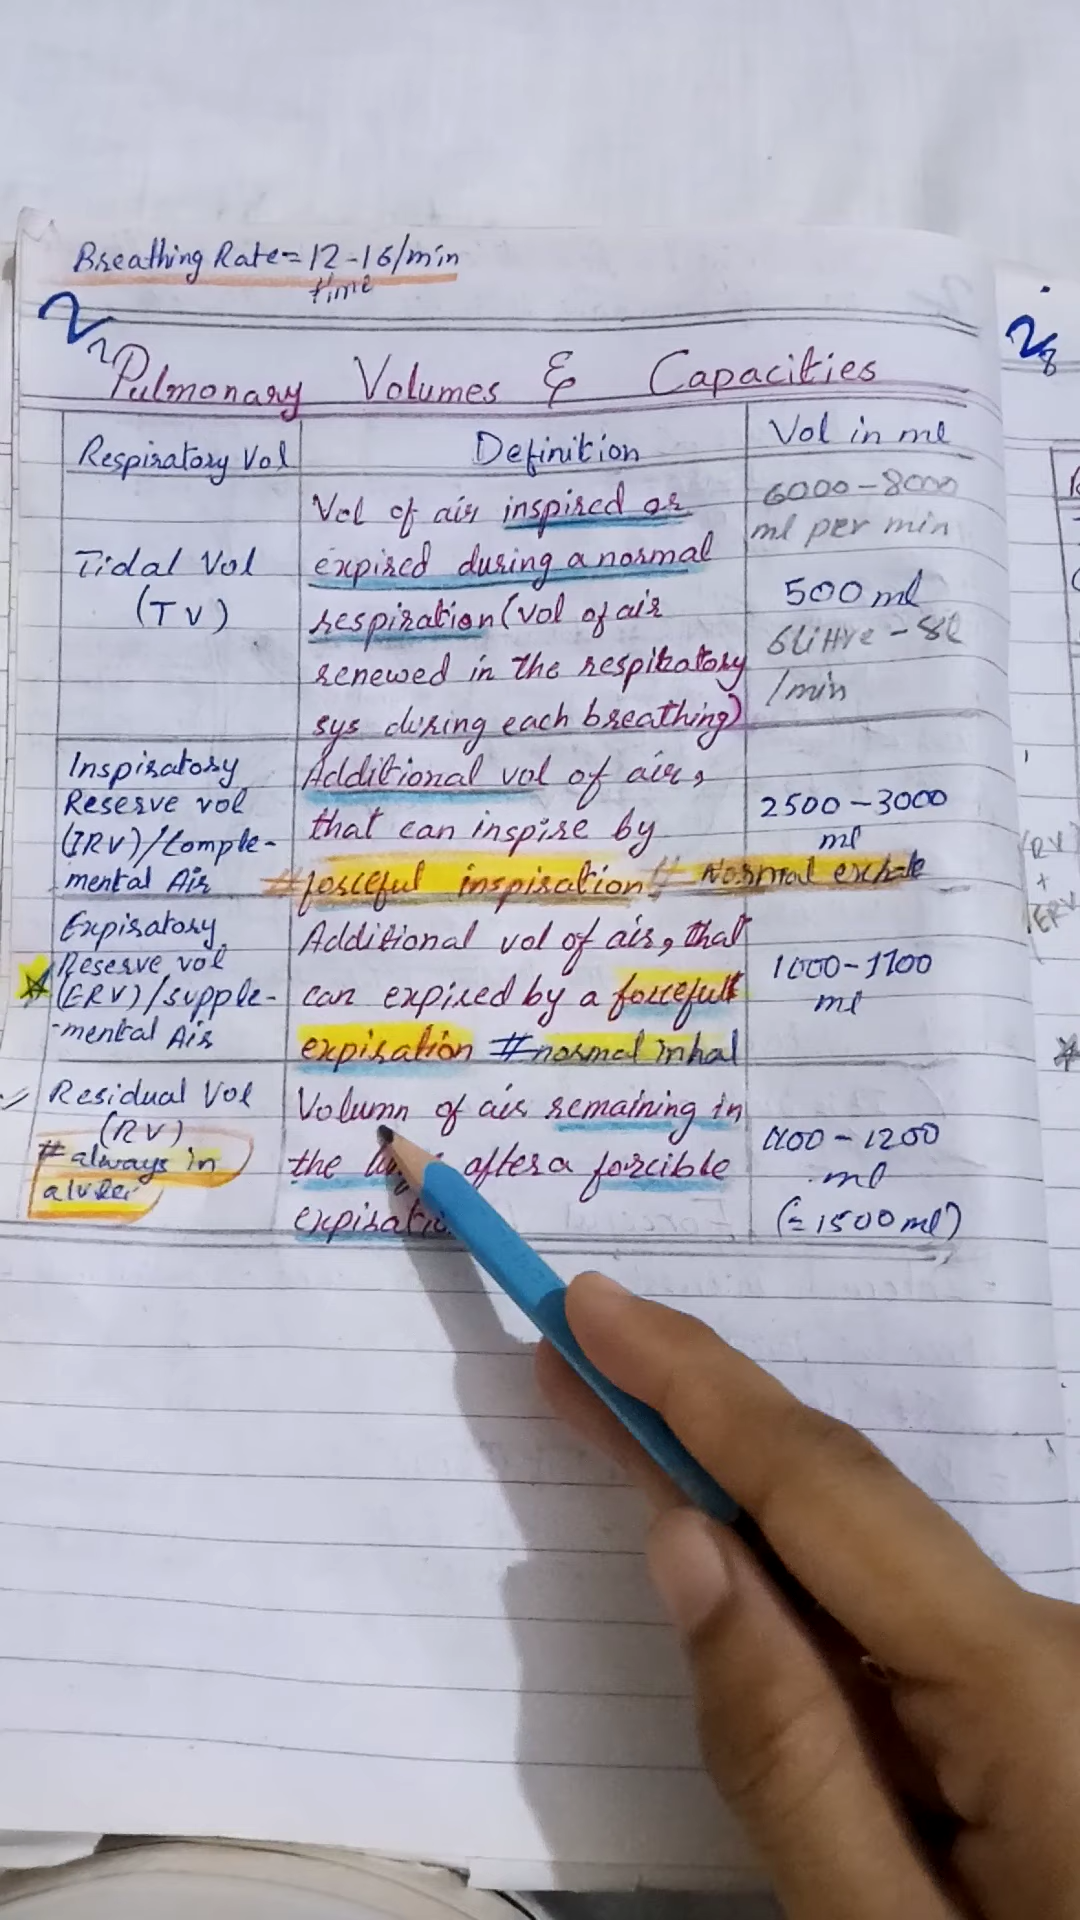 Breathing Rate = 12-16/min
time
Pulmonary Volumes & Capacities
Respiratory Vol
Definition
Vol in ml
Tidal Vol
(TV)
Vol of air inspired or
expired during a normal
respiration (vol of air
renewed in the respiratory
sys during each breathing)
6000-8000
ml per min
500 ml
6littre - 8l
/min
Inspiratory
Reserve vol
(IRV)/Comple-
mental Air
Additional vol of air,
that can inspire by
#forceful inspiration # Normal exhale
2500-3000
ml
Expiratory
Reserve vol
(ERV)/supple-
-mental Air
Additional vol of air, that
can expired by a forcefull
expiration #normal inhal
1000-1100
ml
Residual Vol
(RV)
# always in
Volumn of air remaining in
the after a forcible
1100-1200
ml
(= 1500 ml)
(RV)
+
ERV